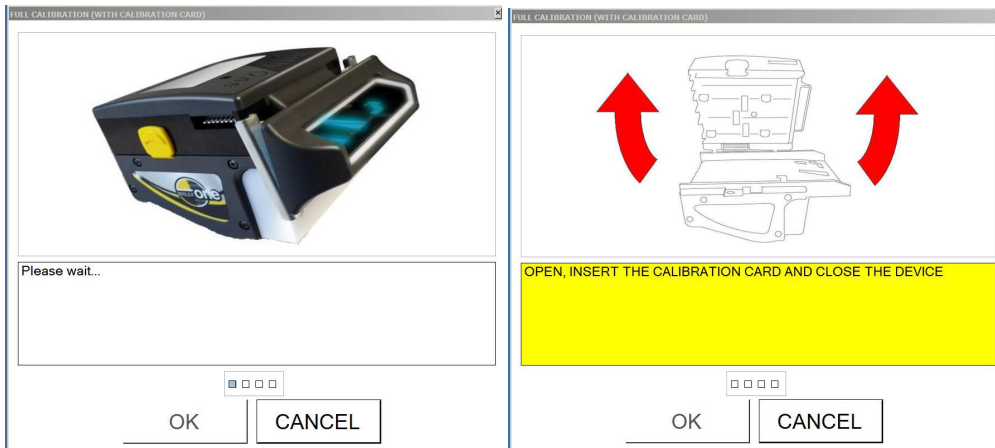 FULL CALIBRATION (WITH CALIBRATION CARD)
Please wait...
OK
CANCEL
FULL CALIBRATION (WITH CALIBRATION CARD)
OPEN, INSERT THE CALIBRATION CARD AND CLOSE THE DEVICE
OK
CANCEL